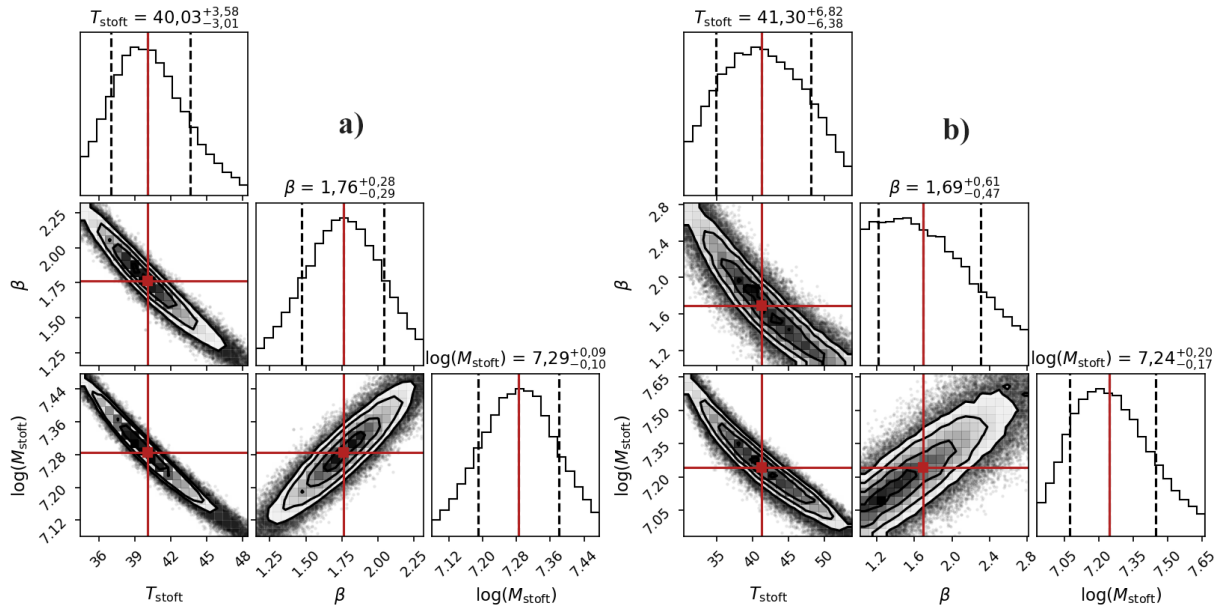 T_stoft = 40,03 +3,58 −3,01
T_stoft = 41,30 +6,82 −6,38
a)
b)
β = 1,76 +0,28 −0,29
β = 1,69 +0,61 −0,47
2,25
2,00
1,75
1,50
1,25
β
2,8
2,4
2,0
1,6
1,2
β
log(M_stoft) = 7,29 +0,09 −0,10
log(M_stoft) = 7,24 +0,20 −0,17
7,44
7,36
7,28
7,20
7,12
log(M_stoft)
7,65
7,50
7,35
7,20
7,05
log(M_stoft)
36 42 48
1,25 1,50 1,75 2,00 2,25
7,12 7,20 7,28 7,36 7,44
35 40 45 50
1,2 1,6 2,0 2,4 2,8
7,05 7,20 7,35 7,50 7,65
T_stoft β log(M_stoft)
T_stoft β log(M_stoft)